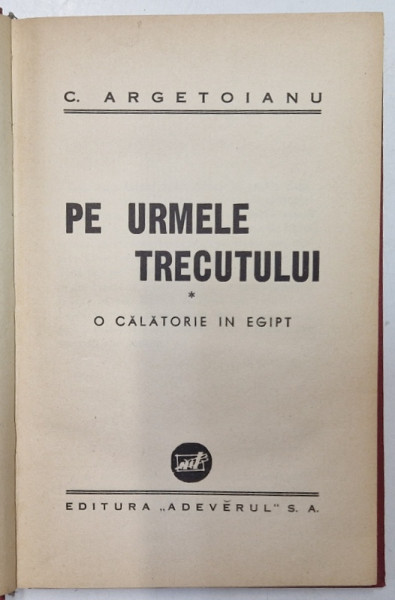 C. ARGETOIANU
PE URMELE
TRECUTULUI
*
O CĂLĂTORIE IN EGIPT
EDITURA „ADEVĔRUL" S. A.